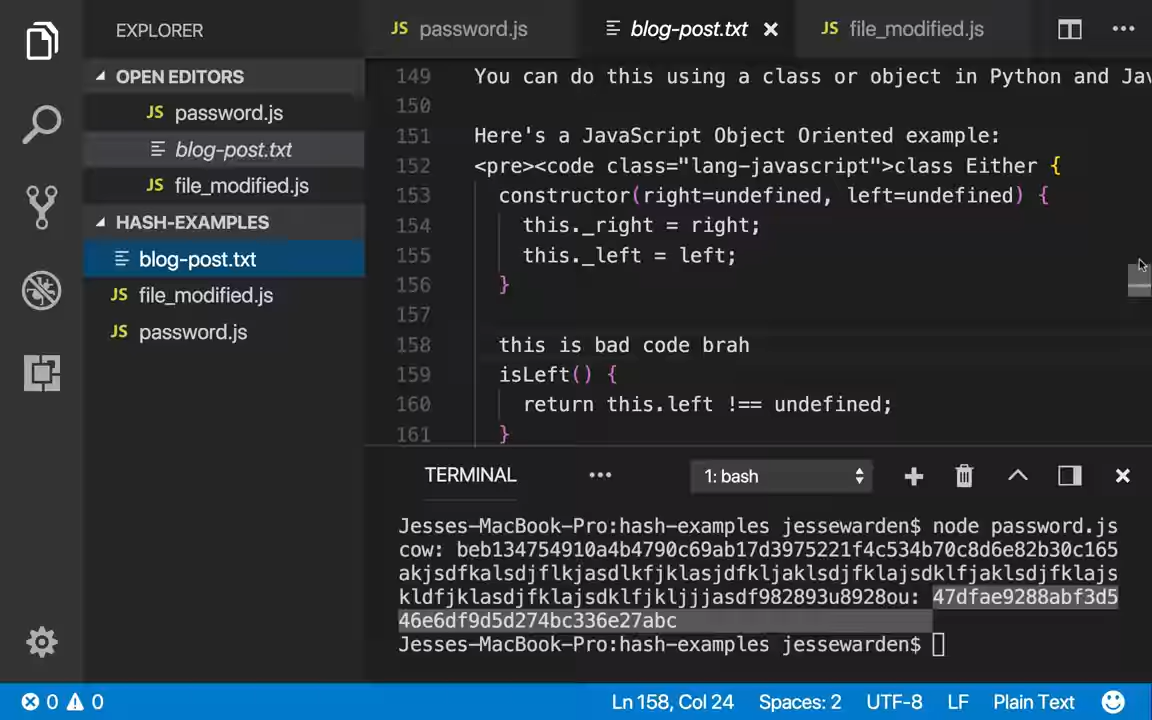 EXPLORER
JS password.js
blog-post.txt ×
JS file_modified.js
OPEN EDITORS
JS password.js
blog-post.txt
JS file_modified.js
HASH-EXAMPLES
blog-post.txt
JS file_modified.js
JS password.js
149 You can do this using a class or object in Python and Jav
150
151 Here's a JavaScript Object Oriented example:
152 <pre><code class="lang-javascript">class Either {
153 constructor(right=undefined, left=undefined) {
154 this._right = right;
155 this._left = left;
156 }
157
158 this is bad code brah
159 isLeft() {
160 return this.left !== undefined;
161 }
TERMINAL
1: bash
Jesses-MacBook-Pro:hash-examples jessewarden$ node password.js
cow: beb134754910a4b4790c69ab17d3975221f4c534b70c8d6e82b30c165
akjsdfkalsdjflkjasdlkfjklasjdfkljaklsdjfklajsdklfjaklsdjfklajs
kldfjklasdjfklajsdklfjkljjjasdf982893u8928ou: 47dfae9288abf3d5
46e6df9d5d274bc336e27abc
Jesses-MacBook-Pro:hash-examples jessewarden$
0 0
Ln 158, Col 24
Spaces: 2
UTF-8
LF
Plain Text